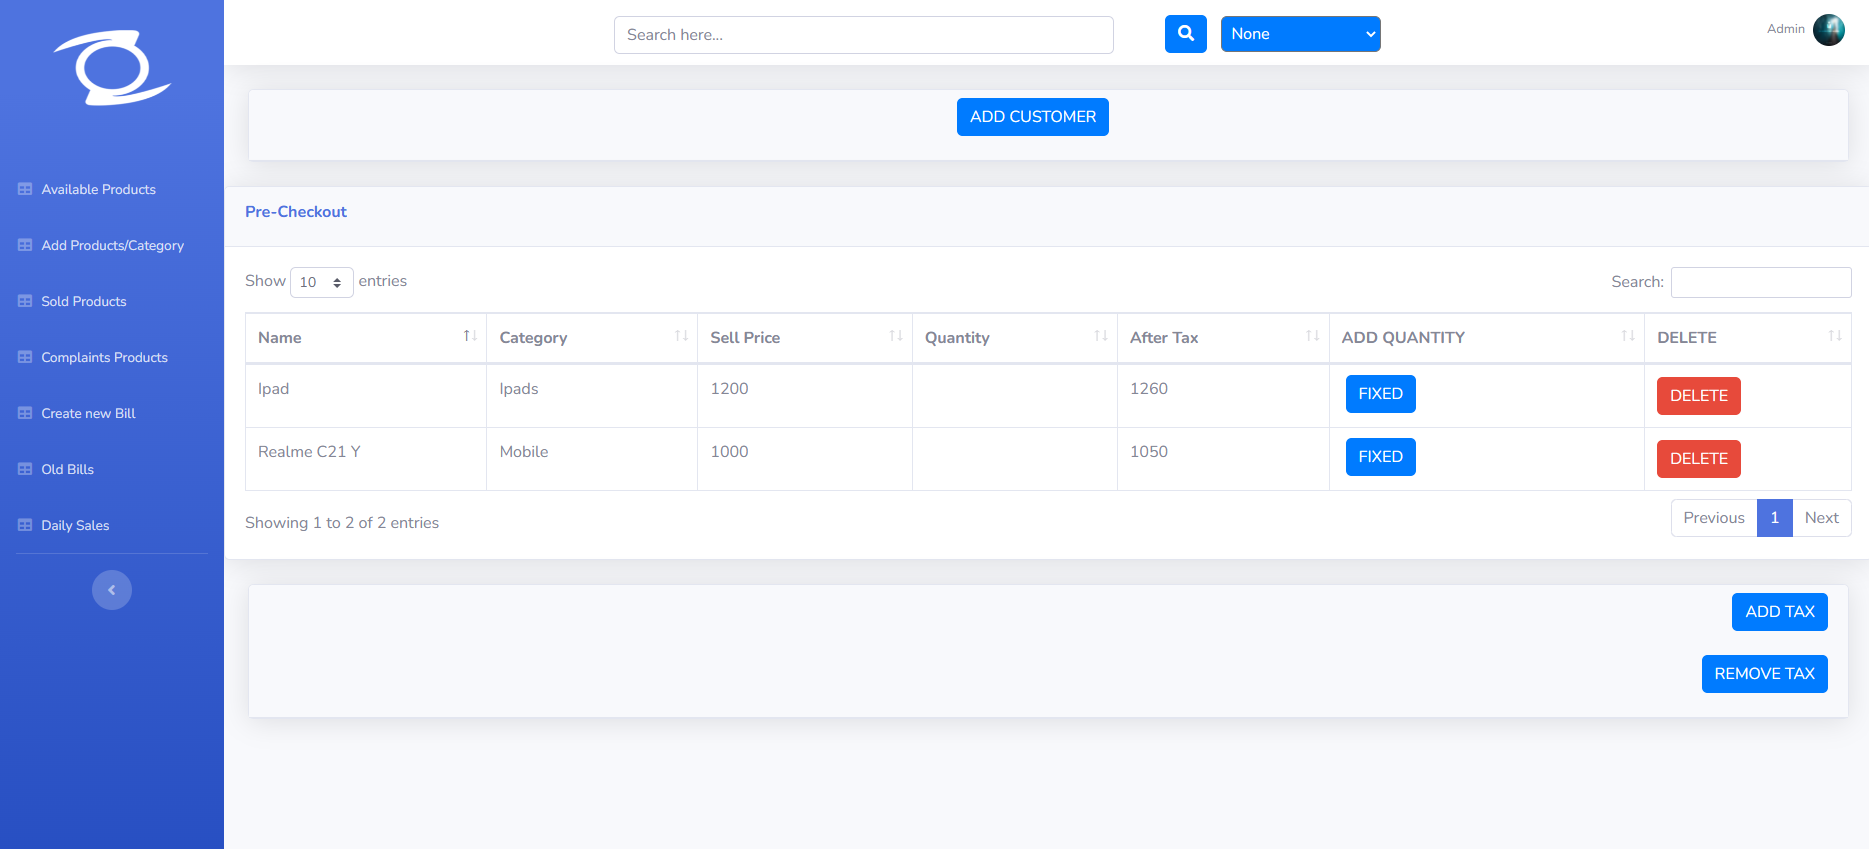 Search here...
None
Admin
Available Products
Add Products/Category
Sold Products
Complaints Products
Create new Bill
Old Bills
Daily Sales
ADD CUSTOMER
Pre-Checkout
Show 10 entries
Search:
Name Category Sell Price Quantity After Tax ADD QUANTITY DELETE
Ipad Ipads 1200 1260 FIXED DELETE
Realme C21 Y Mobile 1000 1050 FIXED DELETE
Showing 1 to 2 of 2 entries
Previous 1 Next
ADD TAX
REMOVE TAX